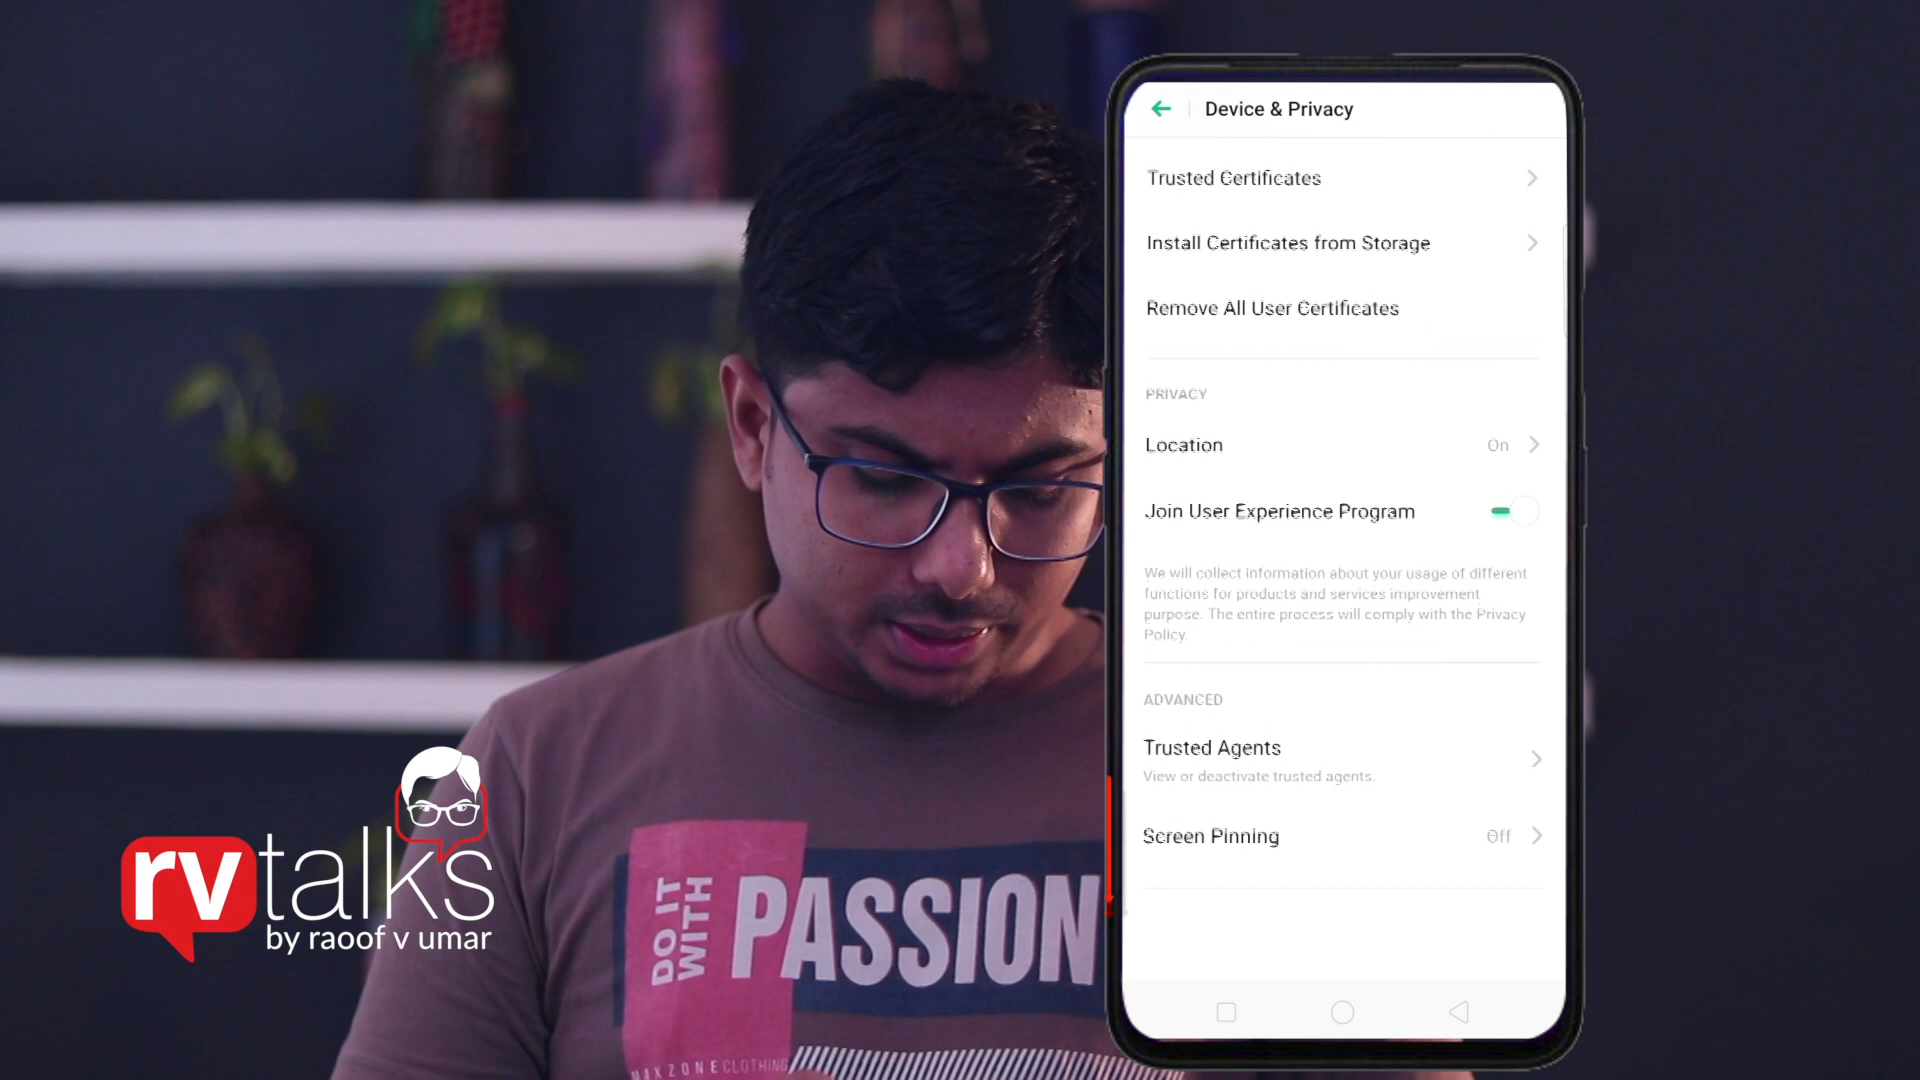 Device & Privacy
Trusted Certificates
Install Certificates from Storage
Remove All User Certificates
PRIVACY
Location On
Join User Experience Program
We will collect information about your usage of different
functions for products and services improvement
purpose. The entire process will comply with the Privacy
Policy.
ADVANCED
Trusted Agents
View or deactivate trusted agents.
Screen Pinning Off
rvtalks
by raoof v umar
DO IT
WITH
PASSION
MAXZONE CLOTHING